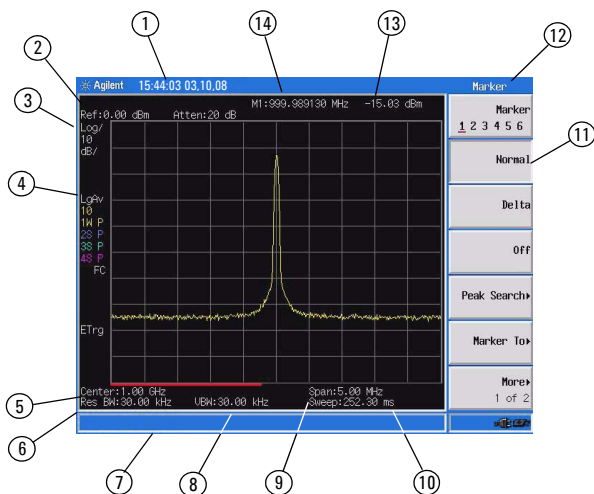 1
14
13
2
12
Agilent 15:44:03 03,10,08
Marker
M1:999.989130 MHz -15.03 dBm
Ref:0.00 dBm Atten:20 dB
3
Log/
10
dB/
Marker
1 2 3 4 5 6
11
Normal
4
LgAv
10
1W P
2S P
3S P
4S P
FC
Delta
Off
Peak Search
ETrg
Marker To
More
1 of 2
5
Center:1.00 GHz Span:5.00 MHz
Res BW:30.00 kHz VBW:30.00 kHz Sweep:252.30 ms
6
7
8
9
10